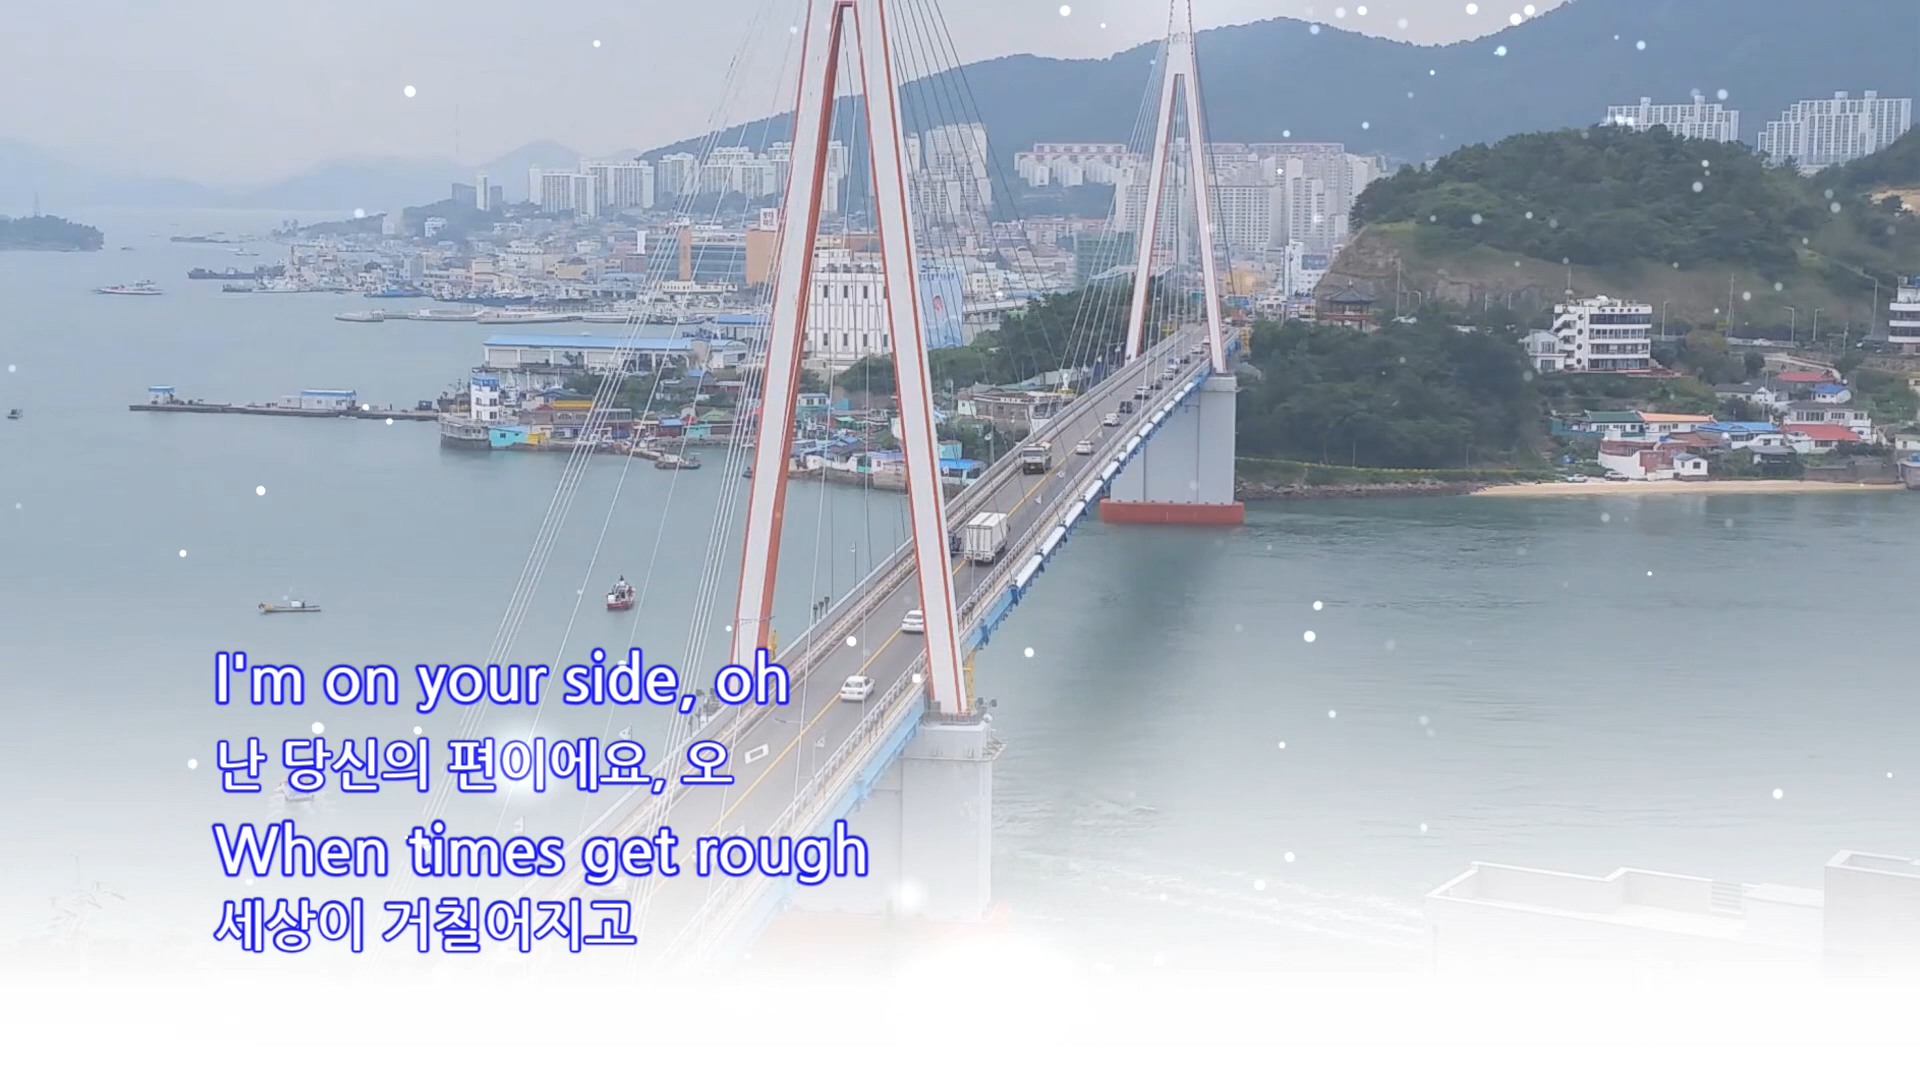 I'm on your side, oh
난 당신의 편이에요, 오
When times get rough
세상이 거칠어지고